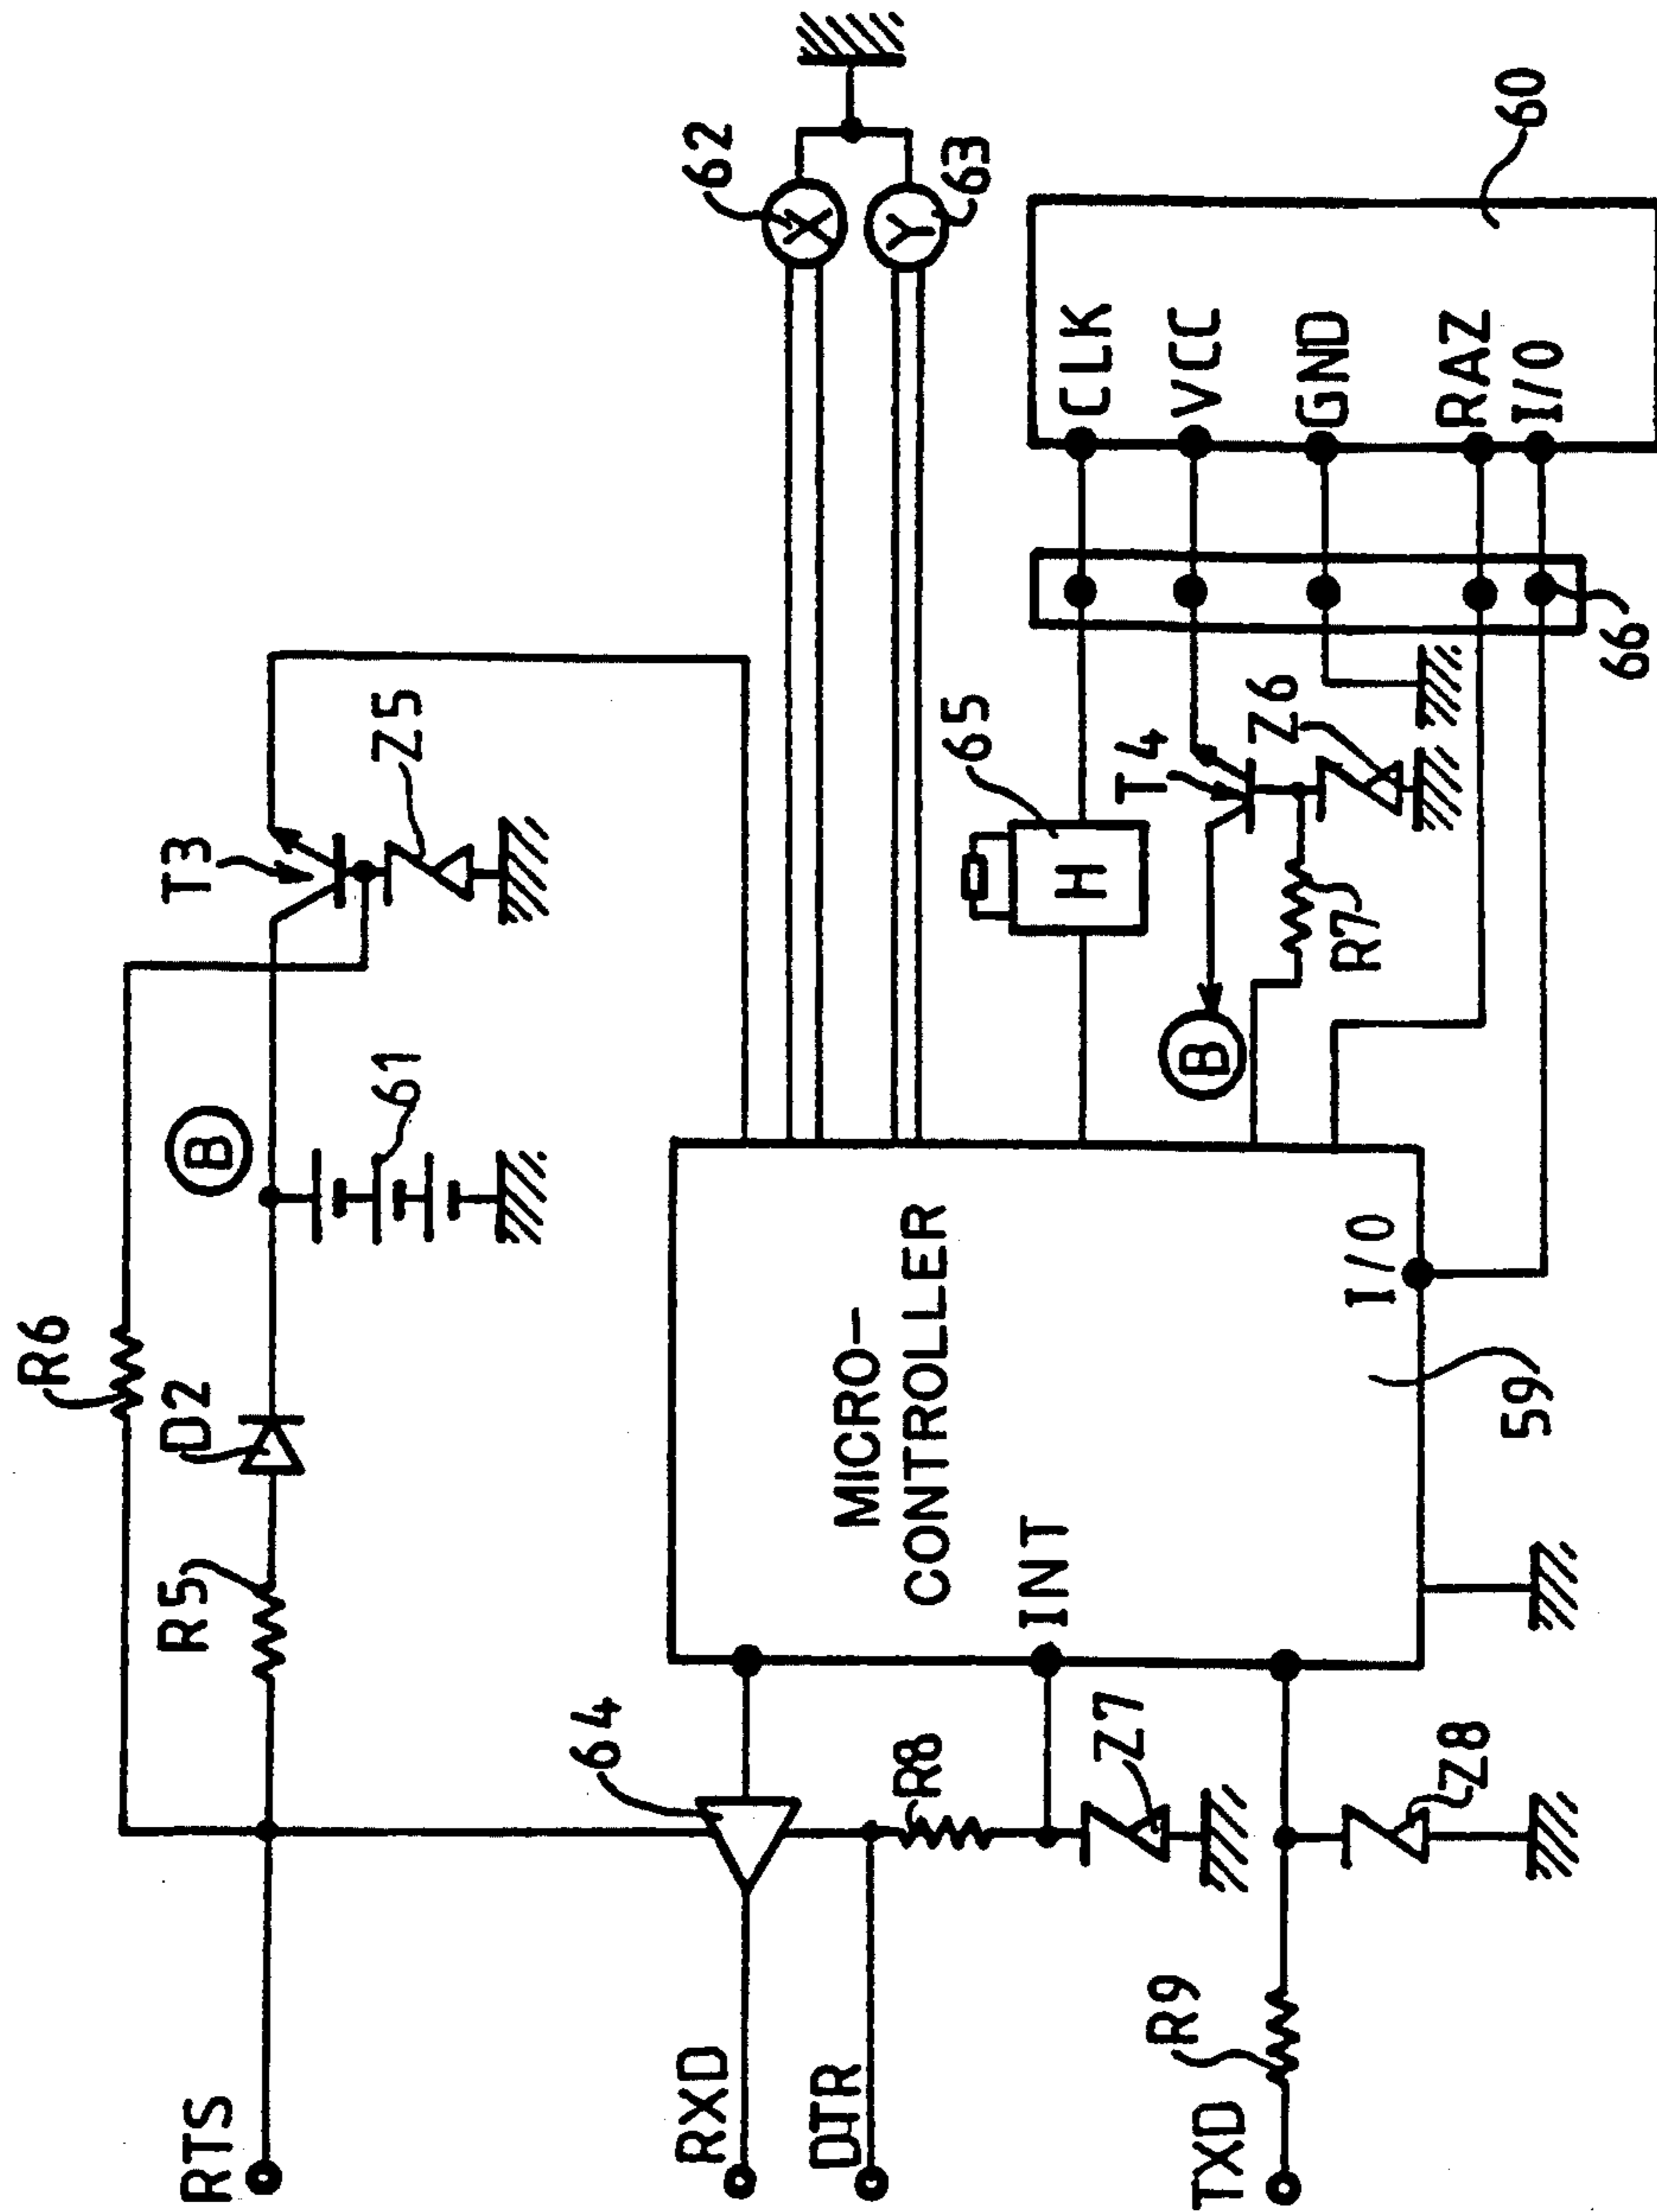 RTS
R5
D2
R6
B
61
T3
Z5
RXD
64
DTR
R8
Z7
INT
TXD
R9
Z8
MICRO-
CONTROLLER
59
I/O
X
62
Y
63
H
65
B
T4
Z6
R7
66
CLK
VCC
GND
RAZ
I/O
60